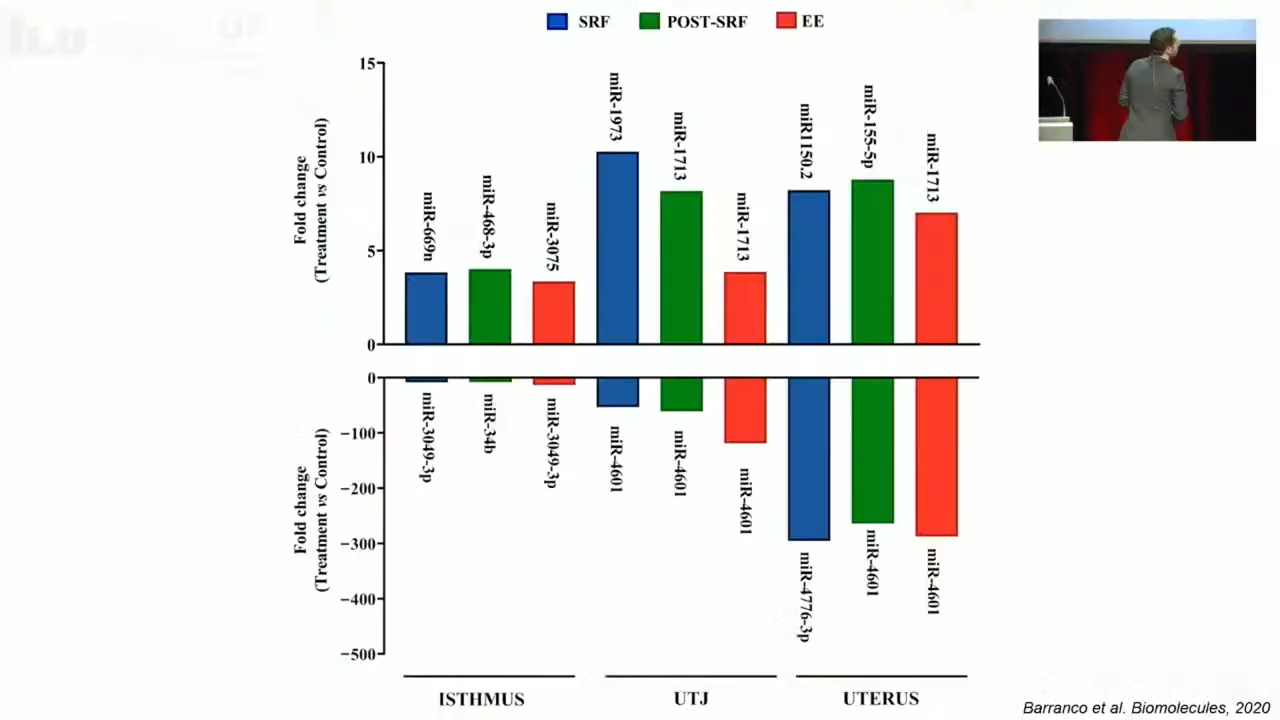 SRF POST-SRF EE
Fold change
(Treatment vs Control)
15
10
5
0
miR-669n
miR-468-3p
miR-3075
miR-1973
miR-1713
miR-1713
miR1150.2
miR-155-5p
miR-1713
Fold change
(Treatment vs Control)
0
−100
−200
−300
−400
−500
miR-3049-3p
miR-34b
miR-3049-3p
miR-4601
miR-4601
miR-4601
miR-4776-3p
miR-4601
miR-4601
ISTHMUS UTJ UTERUS
Barranco et al. Biomolecules, 2020